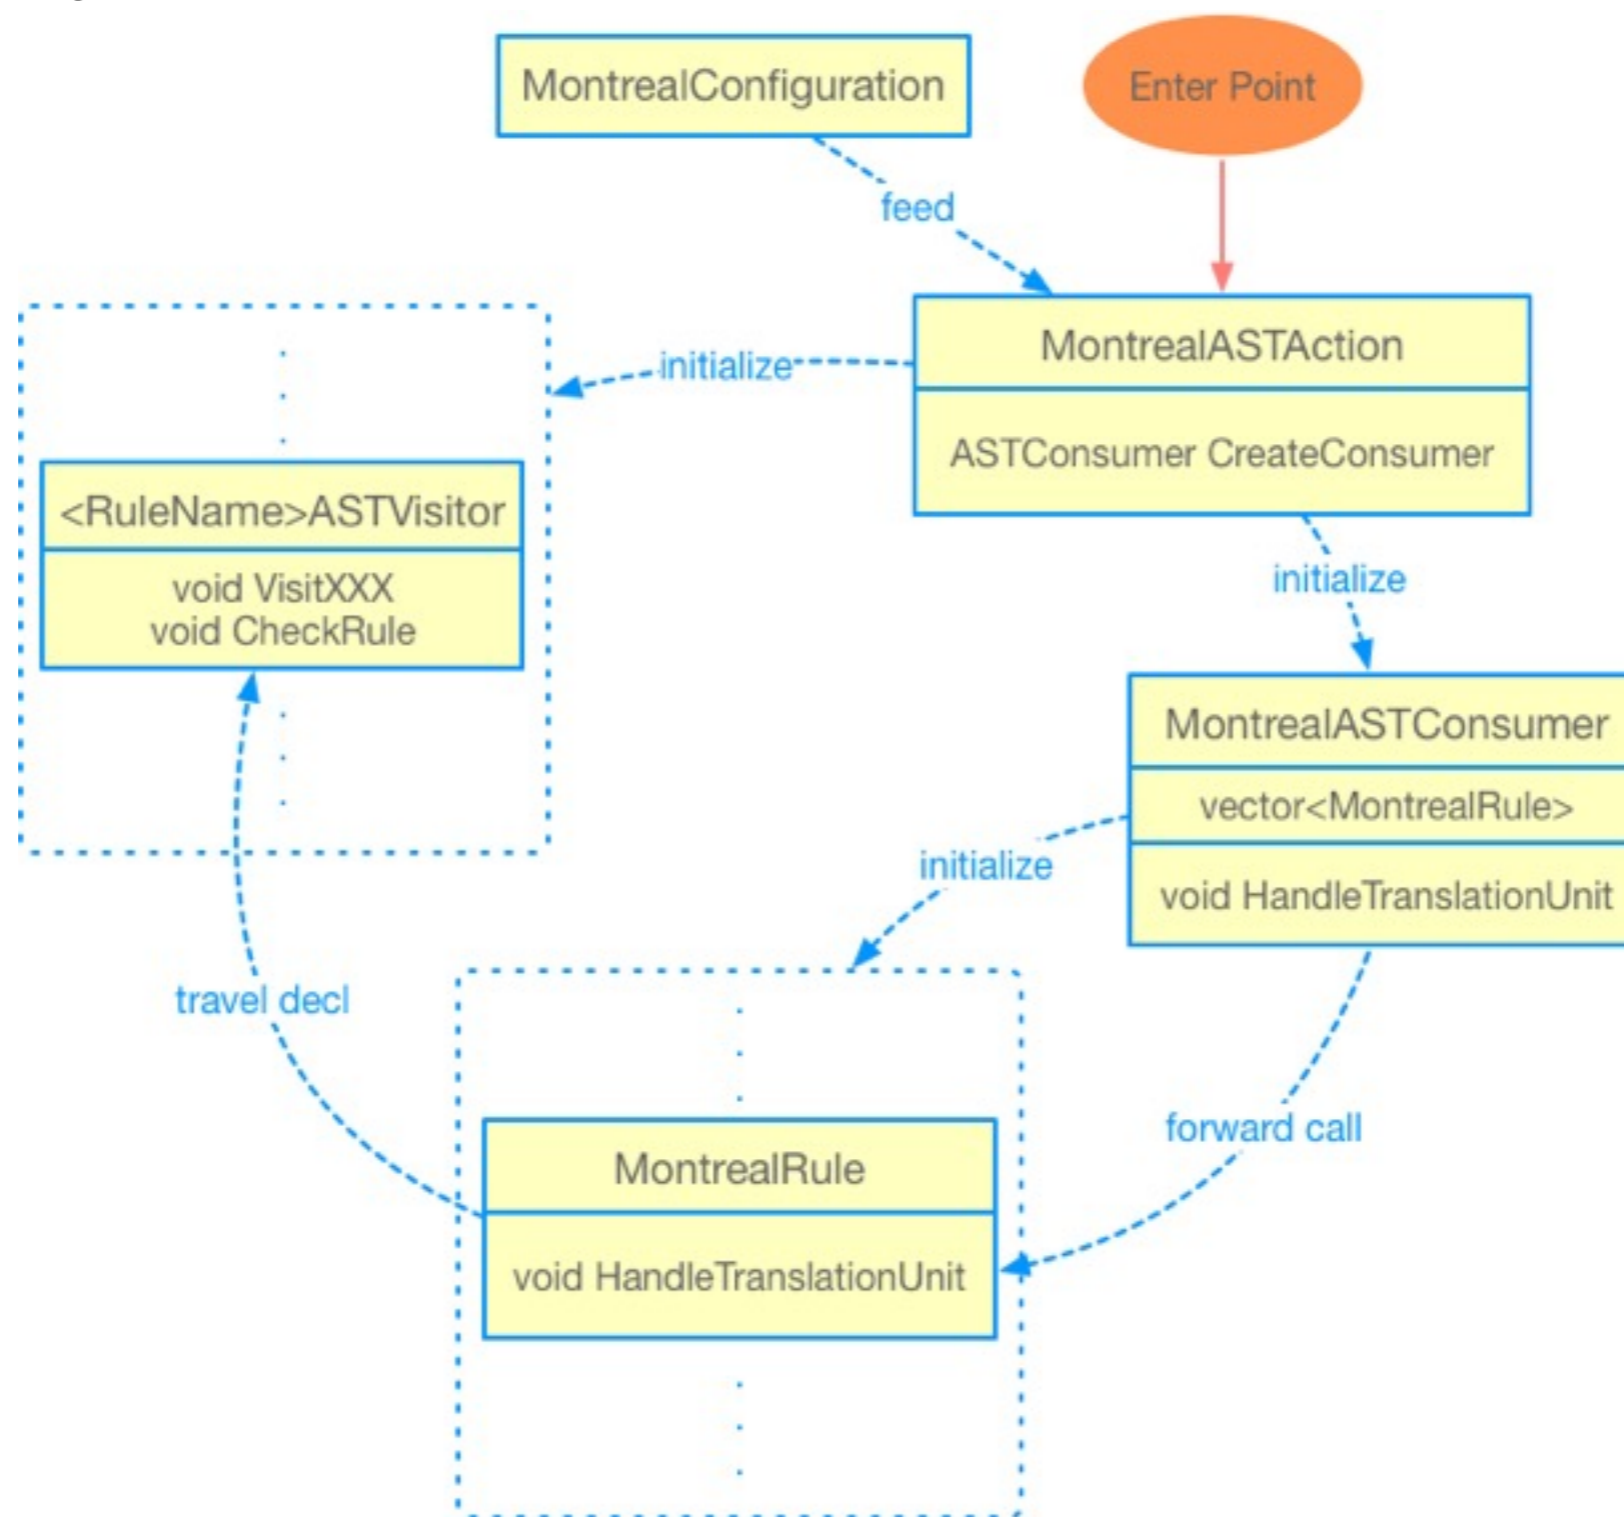 MontrealConfiguration
Enter Point
feed
MontrealASTAction
initialize
ASTConsumer CreateConsumer
<RuleName>ASTVisitor
void VisitXXX
void CheckRule
initialize
MontrealASTConsumer
vector<MontrealRule>
initialize
void HandleTranslationUnit
travel decl
forward call
MontrealRule
void HandleTranslationUnit